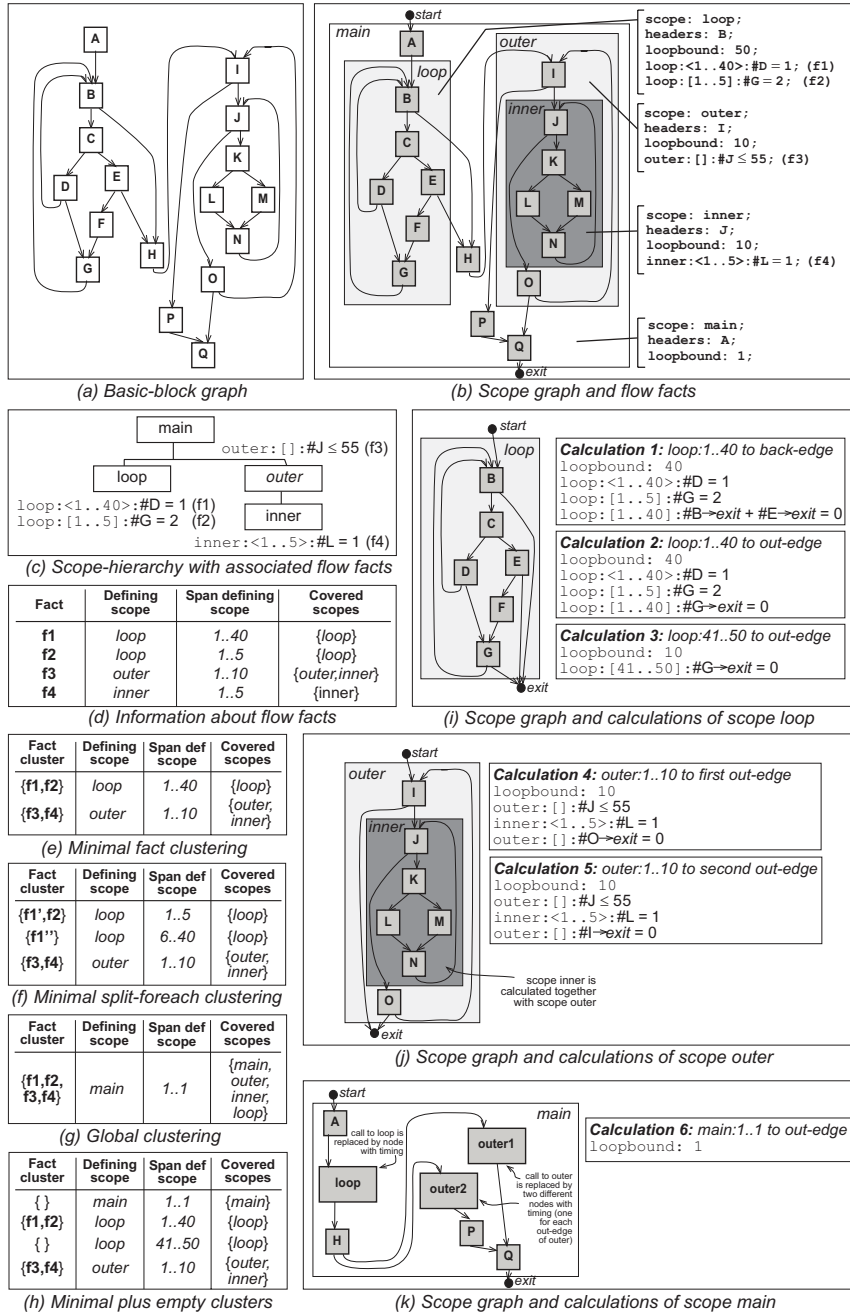 A
B
C
D
E
F
G
H
I
J
K
L
M
N
O
P
Q
(a) Basic-block graph
start
main
A
loop
B
C
D
E
F
G
H
outer
I
inner
J
K
L
M
N
O
P
Q
exit
scope: loop;
headers: B;
loopbound: 50;
loop:<1..40>:#D = 1; (f1)
loop:[1..5]:#G = 2; (f2)
scope: outer;
headers: I;
loopbound: 10;
outer:[]:#J ≤ 55; (f3)
scope: inner;
headers: J;
loopbound: 10;
inner:<1..5>:#L = 1; (f4)
scope: main;
headers: A;
loopbound: 1;
(b) Scope graph and flow facts
main
outer:[]:#J ≤ 55 (f3)
loop
outer
loop:<1..40>:#D = 1 (f1)
loop:[1..5]:#G = 2 (f2)
inner
inner:<1..5>:#L = 1 (f4)
(c) Scope-hierarchy with associated flow facts
Fact Defining scope Span defining scope Covered scopes
f1 loop 1..40 {loop}
f2 loop 1..5 {loop}
f3 outer 1..10 {outer,inner}
f4 inner 1..5 {inner}
(d) Information about flow facts
Fact cluster Defining scope Span def scope Covered scopes
{f1,f2} loop 1..40 {loop}
{f3,f4} outer 1..10 {outer, inner}
(e) Minimal fact clustering
Fact cluster Defining scope Span def scope Covered scopes
{f1',f2} loop 1..5 {loop}
{f1''} loop 6..40 {loop}
{f3,f4} outer 1..10 {outer, inner}
(f) Minimal split-foreach clustering
Fact cluster Defining scope Span def scope Covered scopes
{f1,f2, f3,f4} main 1..1 {main, outer, inner, loop}
(g) Global clustering
Fact cluster Defining scope Span def scope Covered scopes
{ } main 1..1 {main}
{f1,f2} loop 1..40 {loop}
{ } loop 41..50 {loop}
{f3,f4} outer 1..10 {outer, inner}
(h) Minimal plus empty clusters
start
loop
B
C
D
E
F
G
exit
Calculation 1: loop:1..40 to back-edge
loopbound: 40
loop:<1..40>:#D = 1
loop:[1..5]:#G = 2
loop:[1..40]:#B→exit + #E→exit = 0
Calculation 2: loop:1..40 to out-edge
loopbound: 40
loop:<1..40>:#D = 1
loop:[1..5]:#G = 2
loop:[1..40]:#G→exit = 0
Calculation 3: loop:41..50 to out-edge
loopbound: 10
loop:[41..50]:#G→exit = 0
(i) Scope graph and calculations of scope loop
start
outer
I
inner
J
K
L
M
N
O
exit
scope inner is
calculated together
with scope outer
Calculation 4: outer:1..10 to first out-edge
loopbound: 10
outer:[]:#J ≤ 55
inner:<1..5>:#L = 1
outer:[]:#O→exit = 0
Calculation 5: outer:1..10 to second out-edge
loopbound: 10
outer:[]:#J ≤ 55
inner:<1..5>:#L = 1
outer:[]:#I→exit = 0
(j) Scope graph and calculations of scope outer
start
main
A
call to loop is
replaced by node
with timing
loop
H
outer1
outer2
call to outer
is replaced by
two different
nodes with
timing (one
for each
out-edge
of outer)
P
Q
exit
Calculation 6: main:1..1 to out-edge
loopbound: 1
(k) Scope graph and calculations of scope main